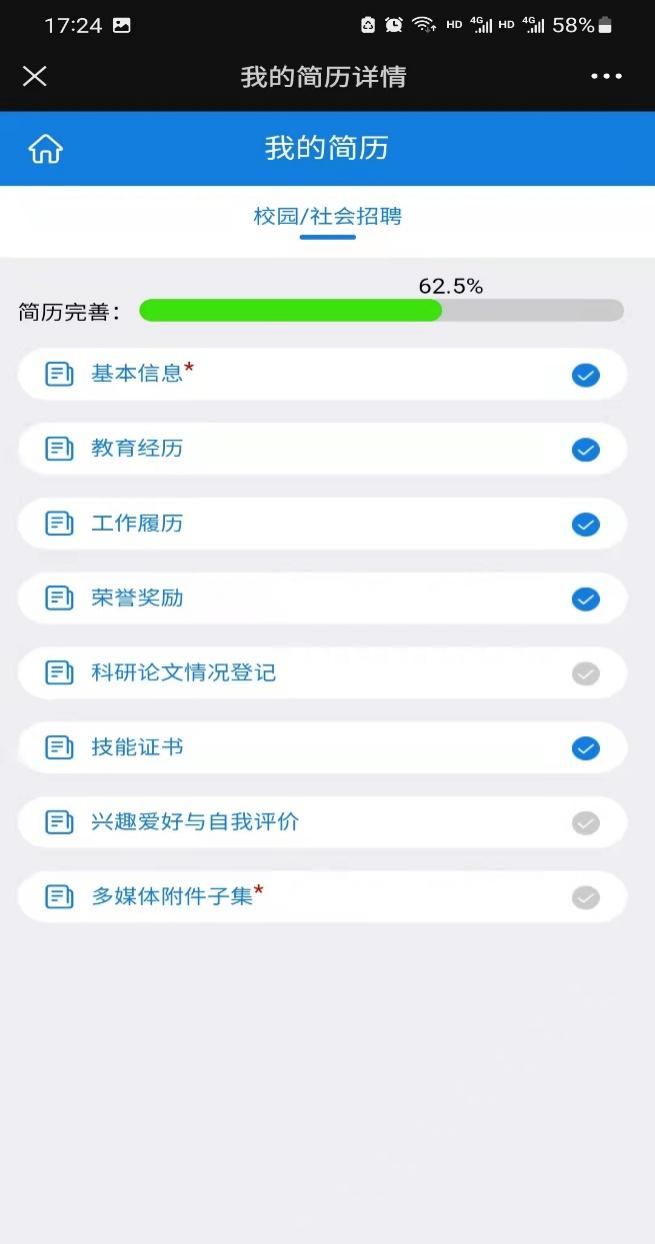 17:24 HD 4G HD 4G 58%
我的简历详情
我的简历
校园/社会招聘
62.5%
简历完善：
基本信息*
教育经历
工作履历
荣誉奖励
科研论文情况登记
技能证书
兴趣爱好与自我评价
多媒体附件子集*